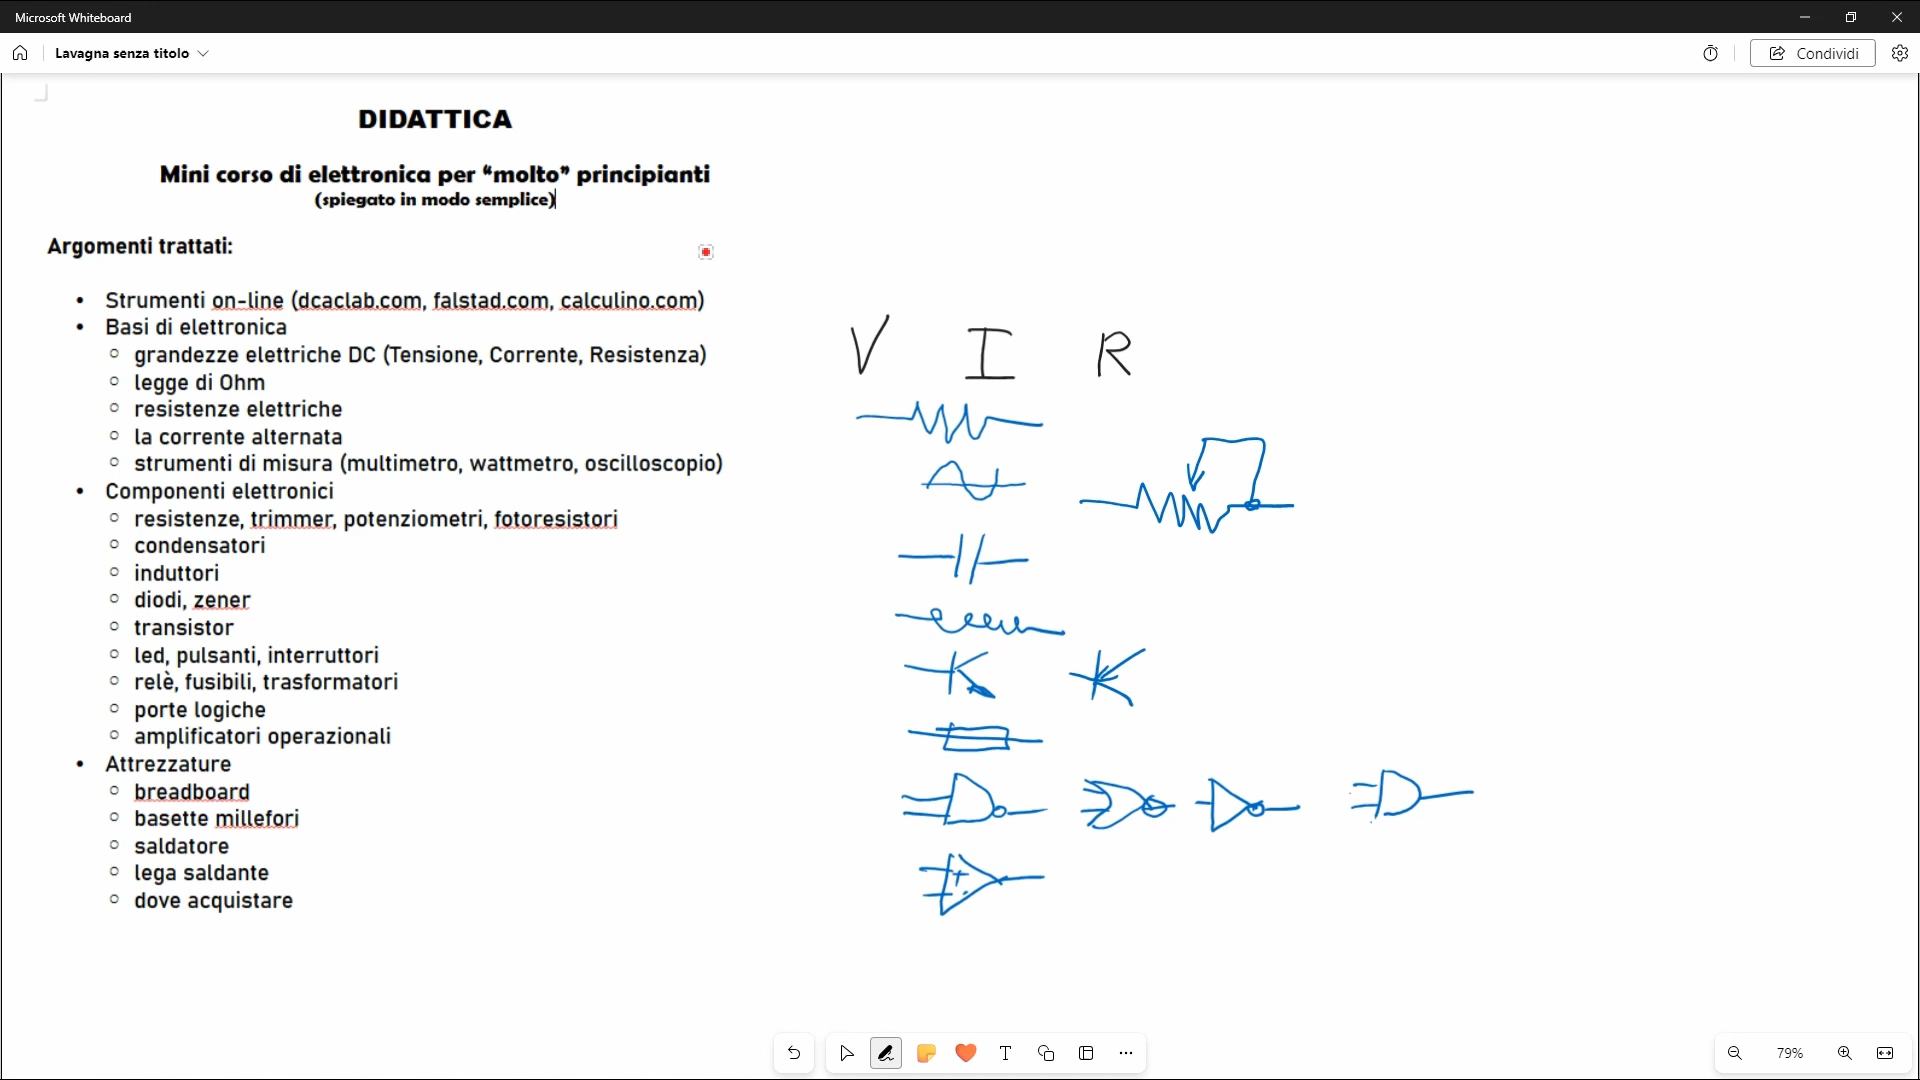 Microsoft Whiteboard
Lavagna senza titolo
Condividi
DIDATTICA
Mini corso di elettronica per “molto” principianti
(spiegato in modo semplice)
Argomenti trattati:
• Strumenti on-line (dcaclab.com, falstad.com, calculino.com)
• Basi di elettronica
○ grandezze elettriche DC (Tensione, Corrente, Resistenza)
○ legge di Ohm
○ resistenze elettriche
○ la corrente alternata
○ strumenti di misura (multimetro, wattmetro, oscilloscopio)
• Componenti elettronici
○ resistenze, trimmer, potenziometri, fotoresistori
○ condensatori
○ induttori
○ diodi, zener
○ transistor
○ led, pulsanti, interruttori
○ relè, fusibili, trasformatori
○ porte logiche
○ amplificatori operazionali
• Attrezzature
○ breadboard
○ basette millefori
○ saldatore
○ lega saldante
○ dove acquistare
V I R
+
79%